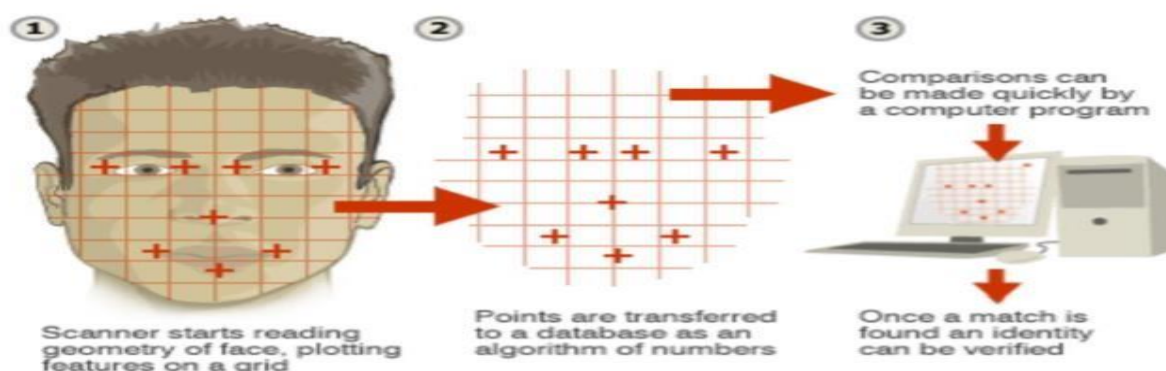 1
2
3
Comparisons can
be made quickly by
a computer program
Scanner starts reading
geometry of face, plotting
features on a grid
Points are transferred
to a database as an
algorithm of numbers
Once a match is
found an identity
can be verified